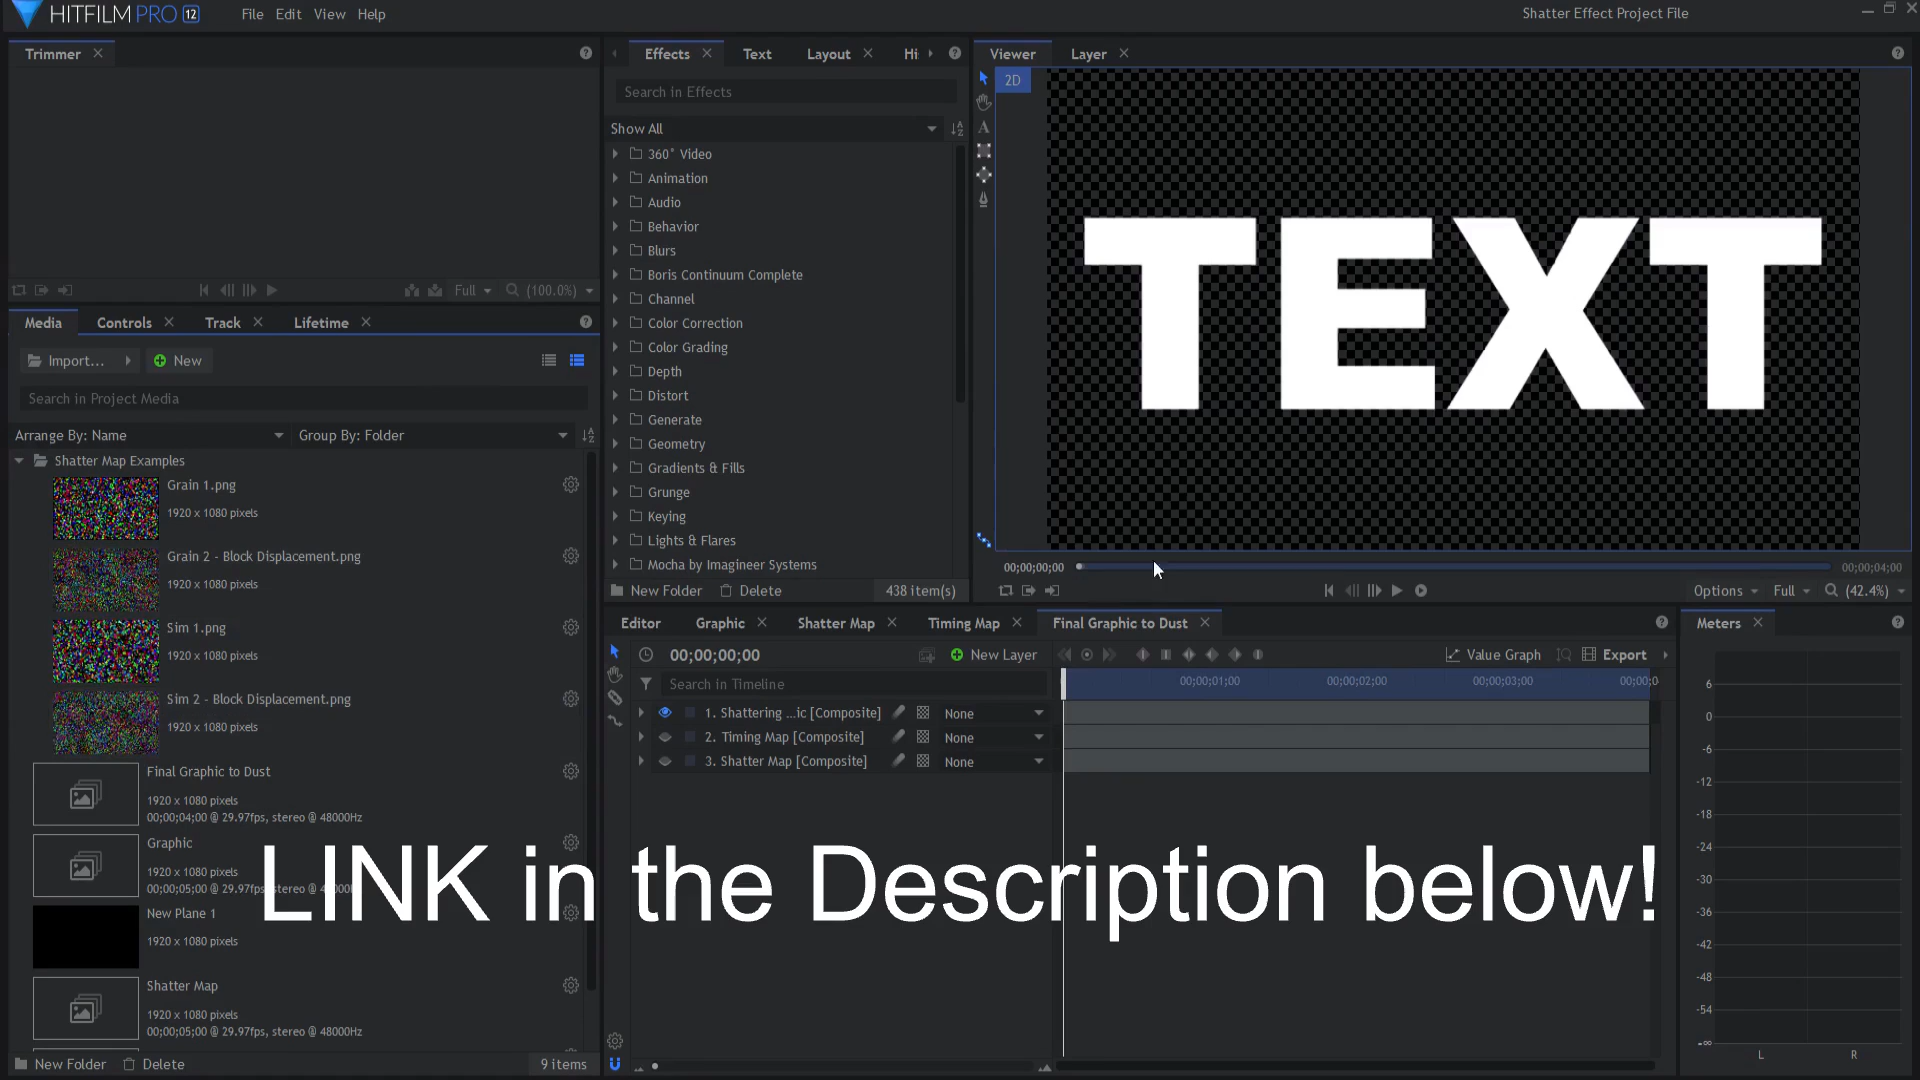 HITFILM PRO 12
File Edit View Help
Shatter Effect Project File
Trimmer
Full
(100.0%)
Media Controls Track Lifetime
Import... New
Search in Project Media
Arrange By: Name
Group By: Folder
Shatter Map Examples
Grain 1.png
1920 x 1080 pixels
Grain 2 - Block Displacement.png
1920 x 1080 pixels
Sim 1.png
1920 x 1080 pixels
Sim 2 - Block Displacement.png
1920 x 1080 pixels
Final Graphic to Dust
1920 x 1080 pixels
00;00;04;00 @ 29.97fps, stereo @ 48000Hz
Graphic
1920 x 1080 pixels
00;00;05;00 @ 29.97fps, stereo @ 48000Hz
New Plane 1
1920 x 1080 pixels
Shatter Map
1920 x 1080 pixels
00;00;05;00 @ 29.97fps, stereo @ 48000Hz
New Folder Delete
9 items
Effects Text Layout Hi
Search in Effects
Show All
360° Video
Animation
Audio
Behavior
Blurs
Boris Continuum Complete
Channel
Color Correction
Color Grading
Depth
Distort
Generate
Geometry
Gradients & Fills
Grunge
Keying
Lights & Flares
Mocha by Imagineer Systems
New Folder Delete 438 item(s)
Viewer Layer
2D
TEXT
00;00;00;00
00;00;04;00
Options Full (42.4%)
Editor Graphic Shatter Map Timing Map Final Graphic to Dust
00;00;00;00 New Layer
Value Graph Export
Search in Timeline
00;00;01;00 00;00;02;00 00;00;03;00 00;00;0
1. Shattering ...ic [Composite] None
2. Timing Map [Composite] None
3. Shatter Map [Composite] None
LINK in the Description below!
Meters
6
0
-6
-12
-18
-24
-30
-36
-42
-48
-54
-∞
L R